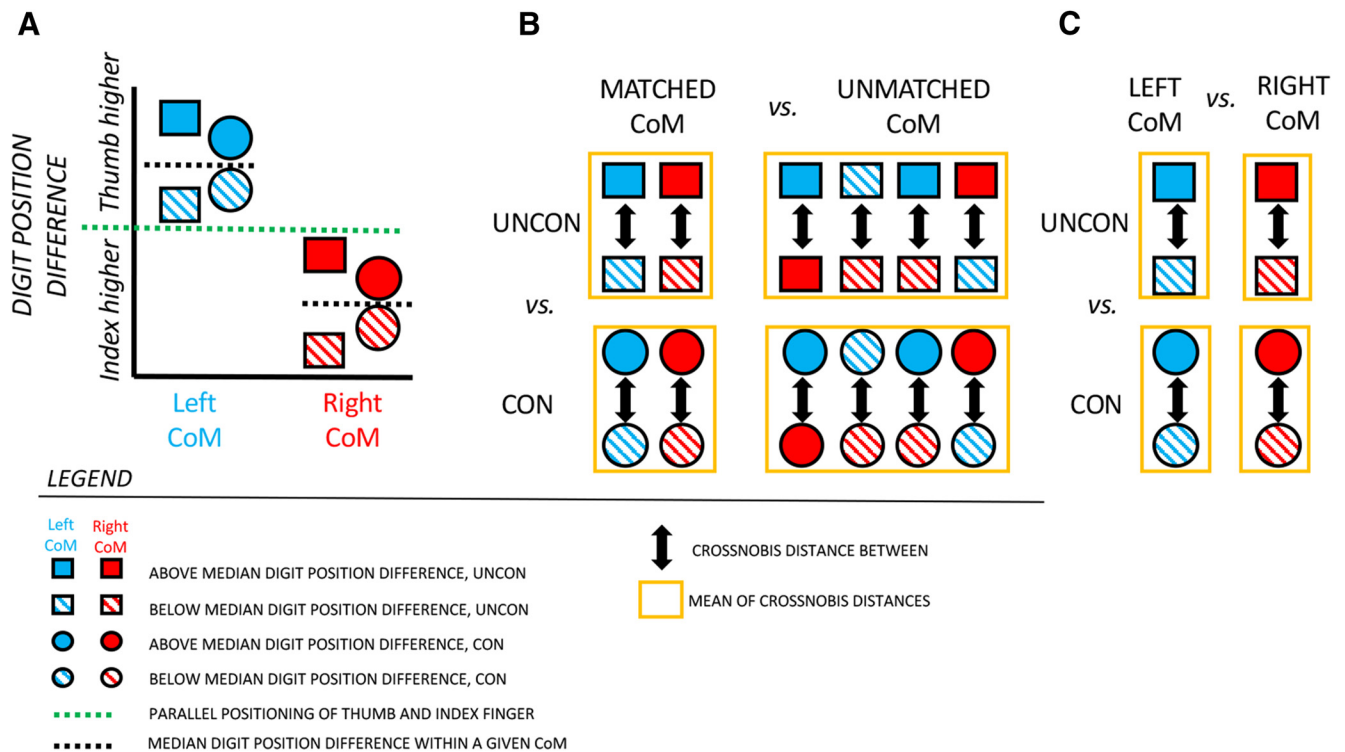 A
DIGIT POSITION
DIFFERENCE
Thumb higher
Index higher
Left
CoM
Right
CoM
B
MATCHED
CoM
vs.
UNMATCHED
CoM
UNCON
vs.
CON
C
LEFT
CoM
vs.
RIGHT
CoM
UNCON
vs.
CON
LEGEND
Left
CoM
Right
CoM
ABOVE MEDIAN DIGIT POSITION DIFFERENCE, UNCON
BELOW MEDIAN DIGIT POSITION DIFFERENCE, UNCON
ABOVE MEDIAN DIGIT POSITION DIFFERENCE, CON
BELOW MEDIAN DIGIT POSITION DIFFERENCE, CON
PARALLEL POSITIONING OF THUMB AND INDEX FINGER
MEDIAN DIGIT POSITION DIFFERENCE WITHIN A GIVEN CoM
CROSSNOBIS DISTANCE BETWEEN
MEAN OF CROSSNOBIS DISTANCES